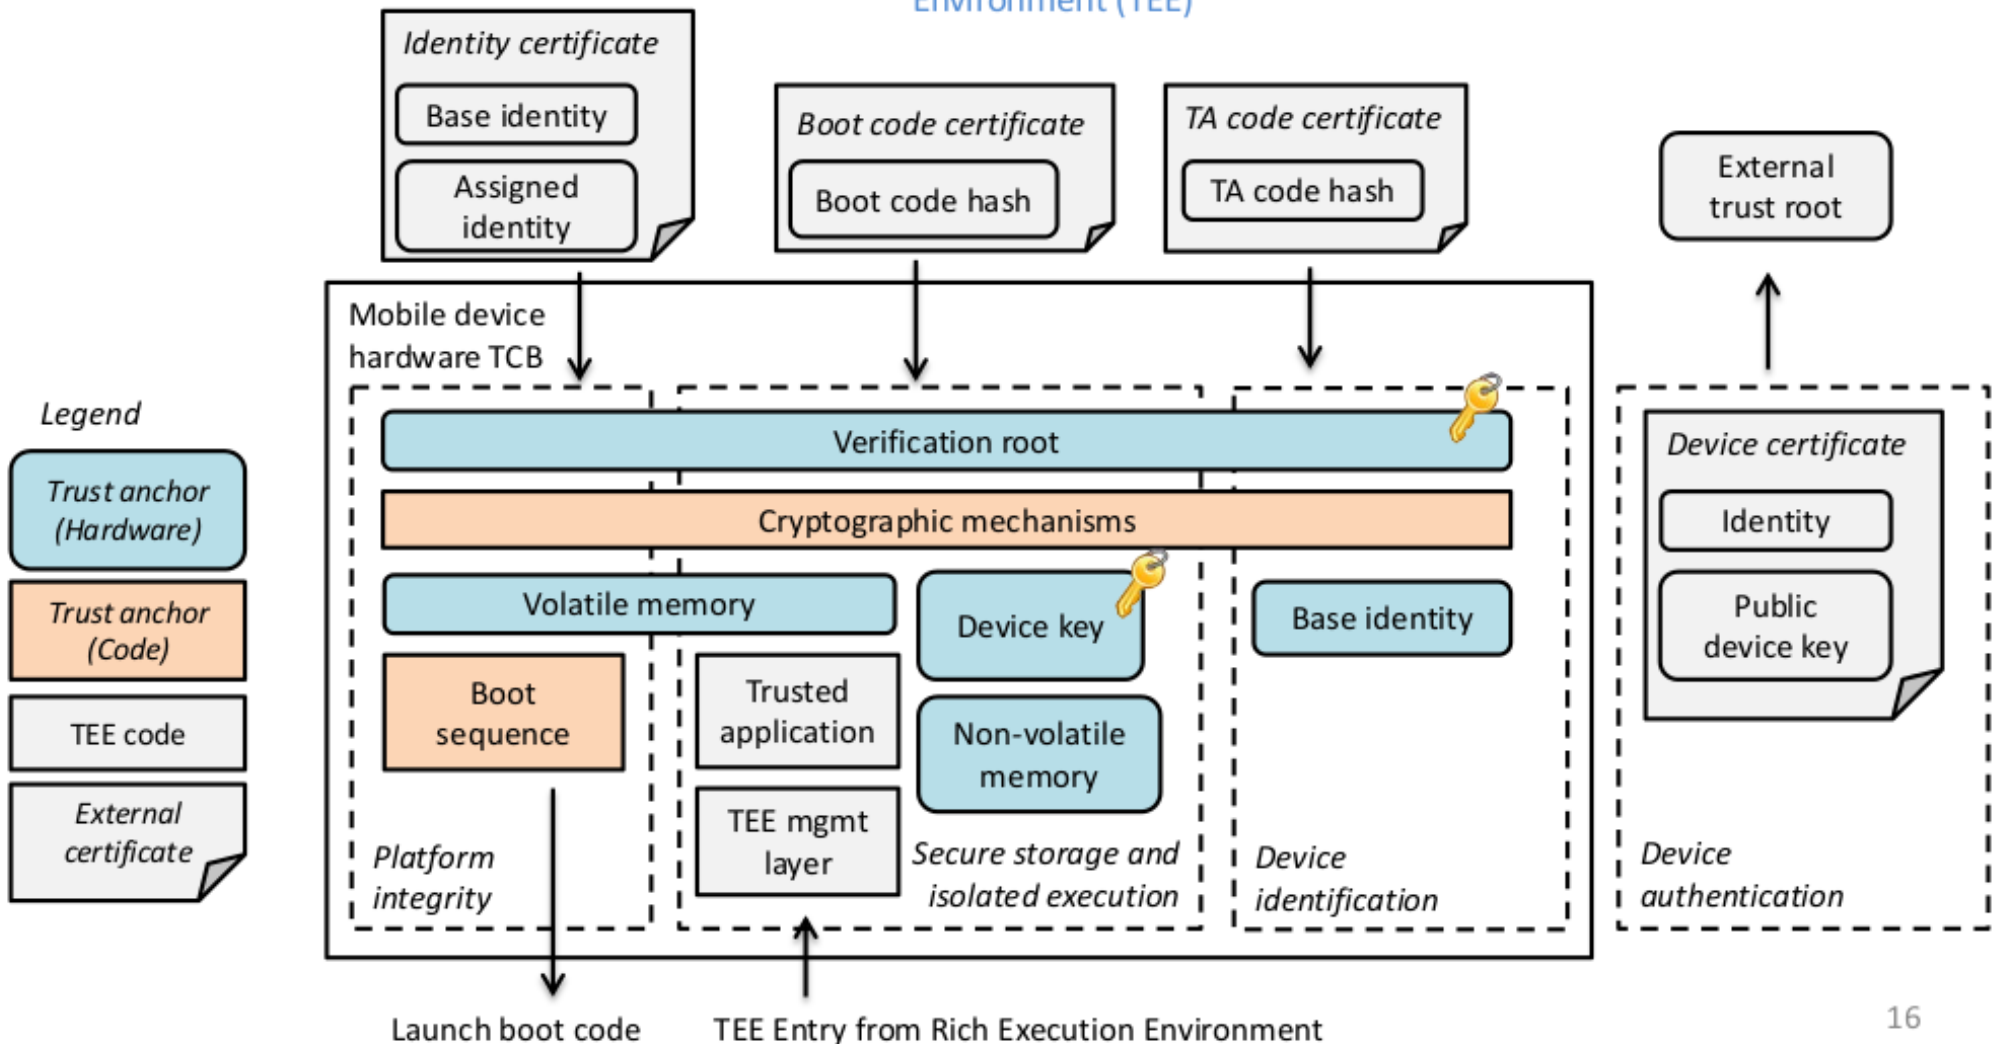 Environment (TEE)
Identity certificate
Base identity
Assigned
identity
Boot code certificate
Boot code hash
TA code certificate
TA code hash
External
trust root
Mobile device
hardware TCB
Legend
Trust anchor
(Hardware)
Trust anchor
(Code)
TEE code
External
certificate
Verification root
Cryptographic mechanisms
Volatile memory
Device key
Base identity
Boot
sequence
Trusted
application
Non-volatile
memory
TEE mgmt
layer
Platform
integrity
Secure storage and
isolated execution
Device
identification
Device certificate
Identity
Public
device key
Device
authentication
Launch boot code
TEE Entry from Rich Execution Environment
16